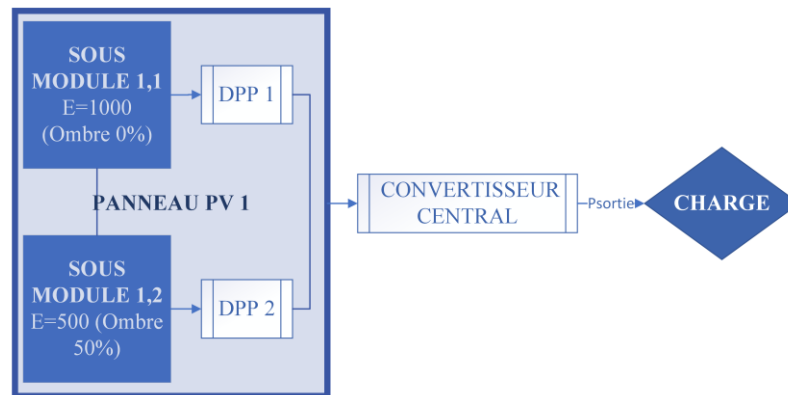 SOUS
MODULE 1,1
E=1000
(Ombre 0%)
DPP 1
PANNEAU PV 1
SOUS
MODULE 1,2
E=500 (Ombre
50%)
DPP 2
CONVERTISSEUR
CENTRAL
Psortie
CHARGE